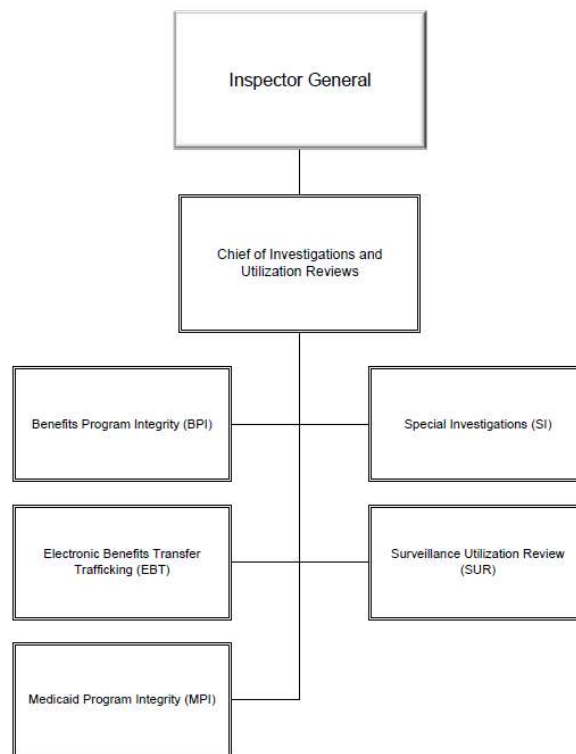 Inspector General
Chief of Investigations and
Utilization Reviews
Benefits Program Integrity (BPI)
Special Investigations (SI)
Electronic Benefits Transfer
Trafficking (EBT)
Surveillance Utilization Review
(SUR)
Medicaid Program Integrity (MPI)